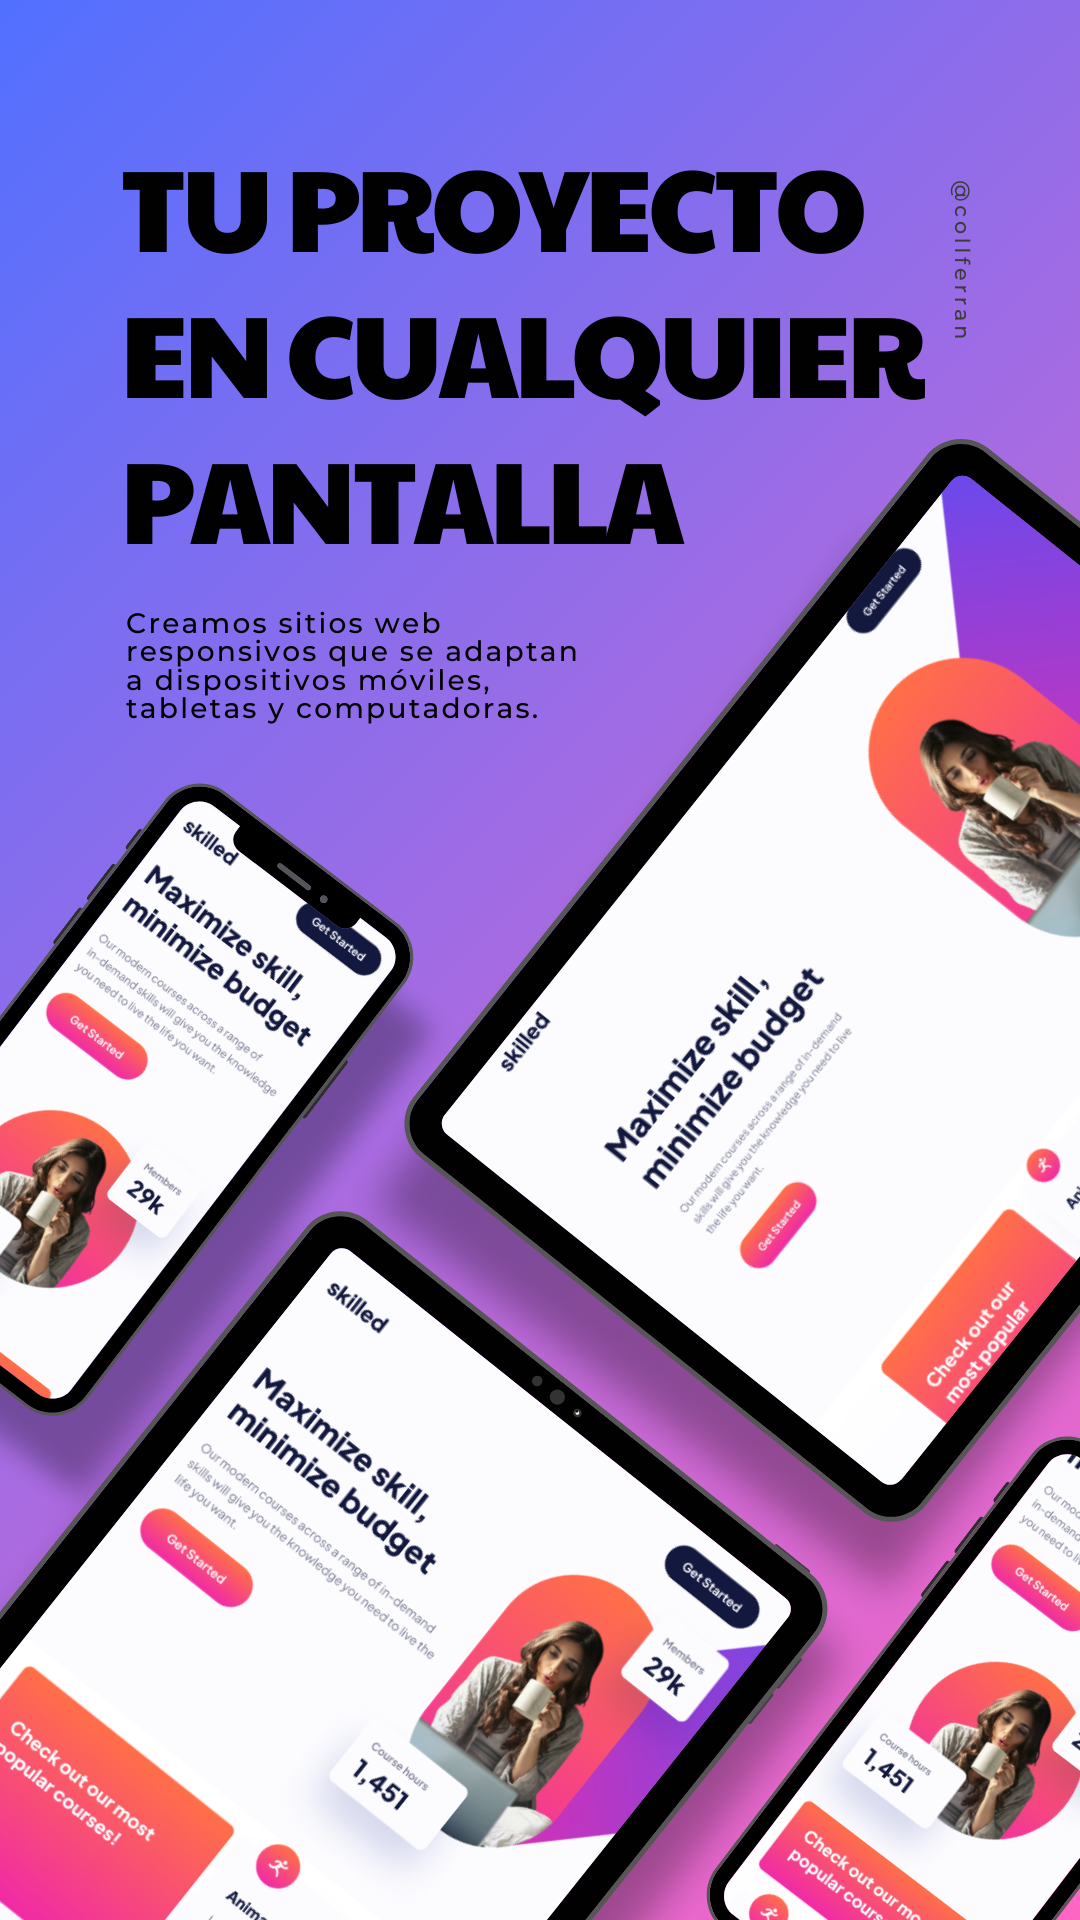 TU PROYECTO
EN CUALQUIER
PANTALLA
@collferran
Creamos sitios web
responsivos que se adaptan
a dispositivos móviles,
tabletas y computadoras.
skilled
Get Started
Maximize skill,
minimize budget
Our modern courses across a range of
in-demand skills will give you the knowledge
you need to live the life you want.
Get Started
Members
29k
Get Started
skilled
Maximize skill,
minimize budget
Our modern courses across a range of in-demand
skills will give you the knowledge you need to live
the life you want.
Get Started
Check out our
most popular
skilled
Get Started
Maximize skill,
minimize budget
Our modern courses across a range of in-demand
skills will give you the knowledge you need to live the
life you want.
Get Started
Members
29k
Course hours
1,451
Check out our most
popular courses!
Anima
Our mod
in-dema
you need to li
Get Started
Course hours
1,451
Check out our mo
popular cours